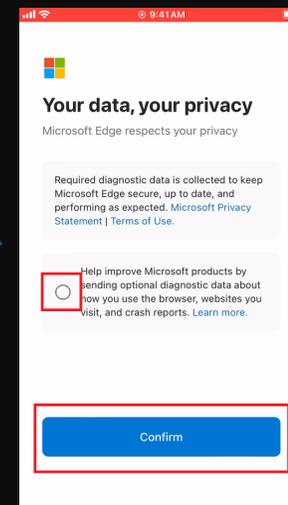 9:41 AM
Your data, your privacy
Microsoft Edge respects your privacy
Required diagnostic data is collected to keep
Microsoft Edge secure, up to date, and
performing as expected. Microsoft Privacy
Statement | Terms of Use.
Help improve Microsoft products by
sending optional diagnostic data about
how you use the browser, websites you
visit, and crash reports. Learn more.
Confirm